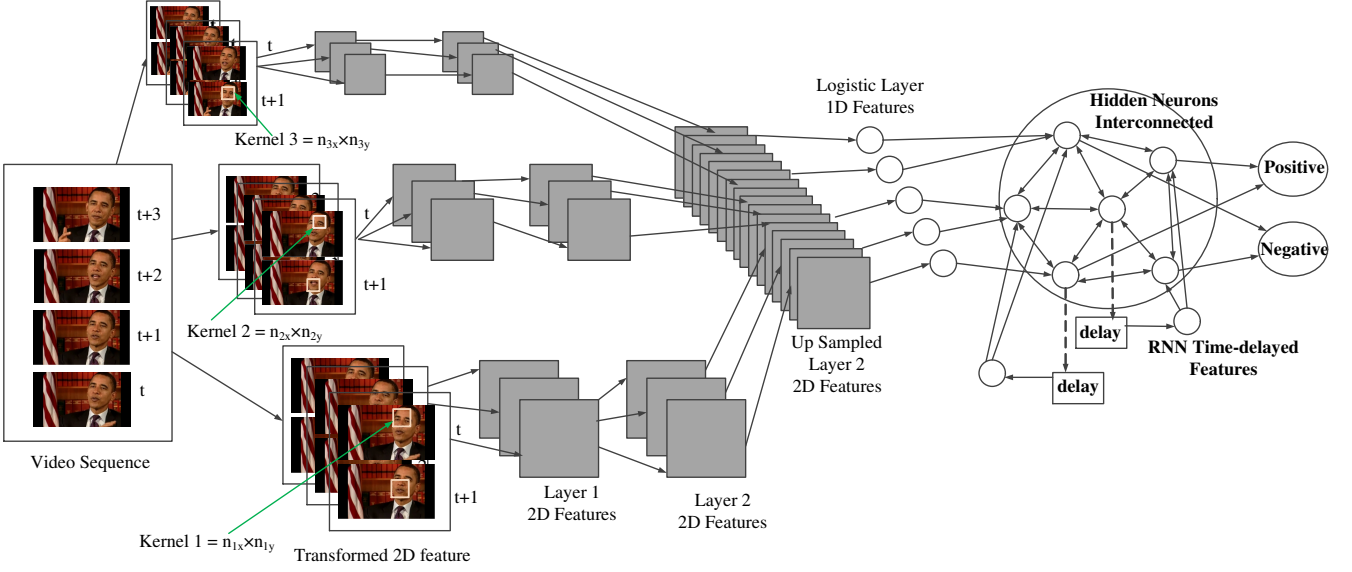 t
t+1
Kernel 3 = n3x×n3y
t+3
t+2
t+1
t
Video Sequence
t
t+1
Kernel 2 = n2x×n2y
t
t+1
Kernel 1 = n1x×n1y
Transformed 2D feature
Layer 1
2D Features
Layer 2
2D Features
Up Sampled
Layer 2
2D Features
Logistic Layer
1D Features
Hidden Neurons
Interconnected
Positive
Negative
delay
RNN Time-delayed
Features
delay